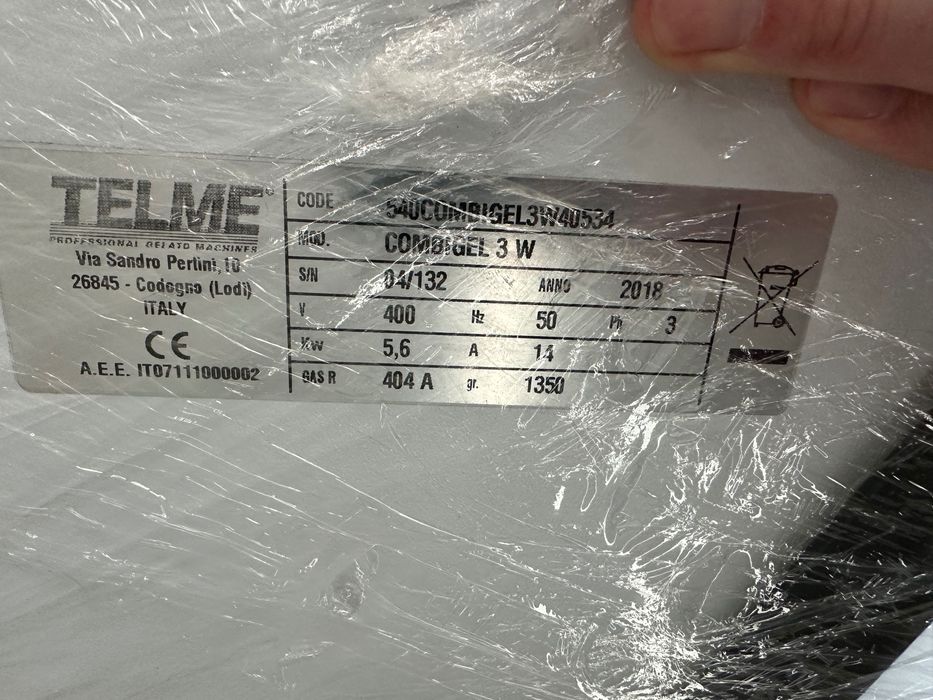 TELME®
PROFESSIONAL GELATO MACHINES
Via Sandro Pertini, 10
26845 - Codogno (Lodi)
ITALY
CE
A.E.E. IT07111000002
CODE 540COMBIGEL3W40534
MOD. COMBIGEL 3 W
S/N 04/132 ANNO 2018
V 400 Hz 50 Ph 3
Kw 5,6 A 14
GAS R 404 A gr. 1350